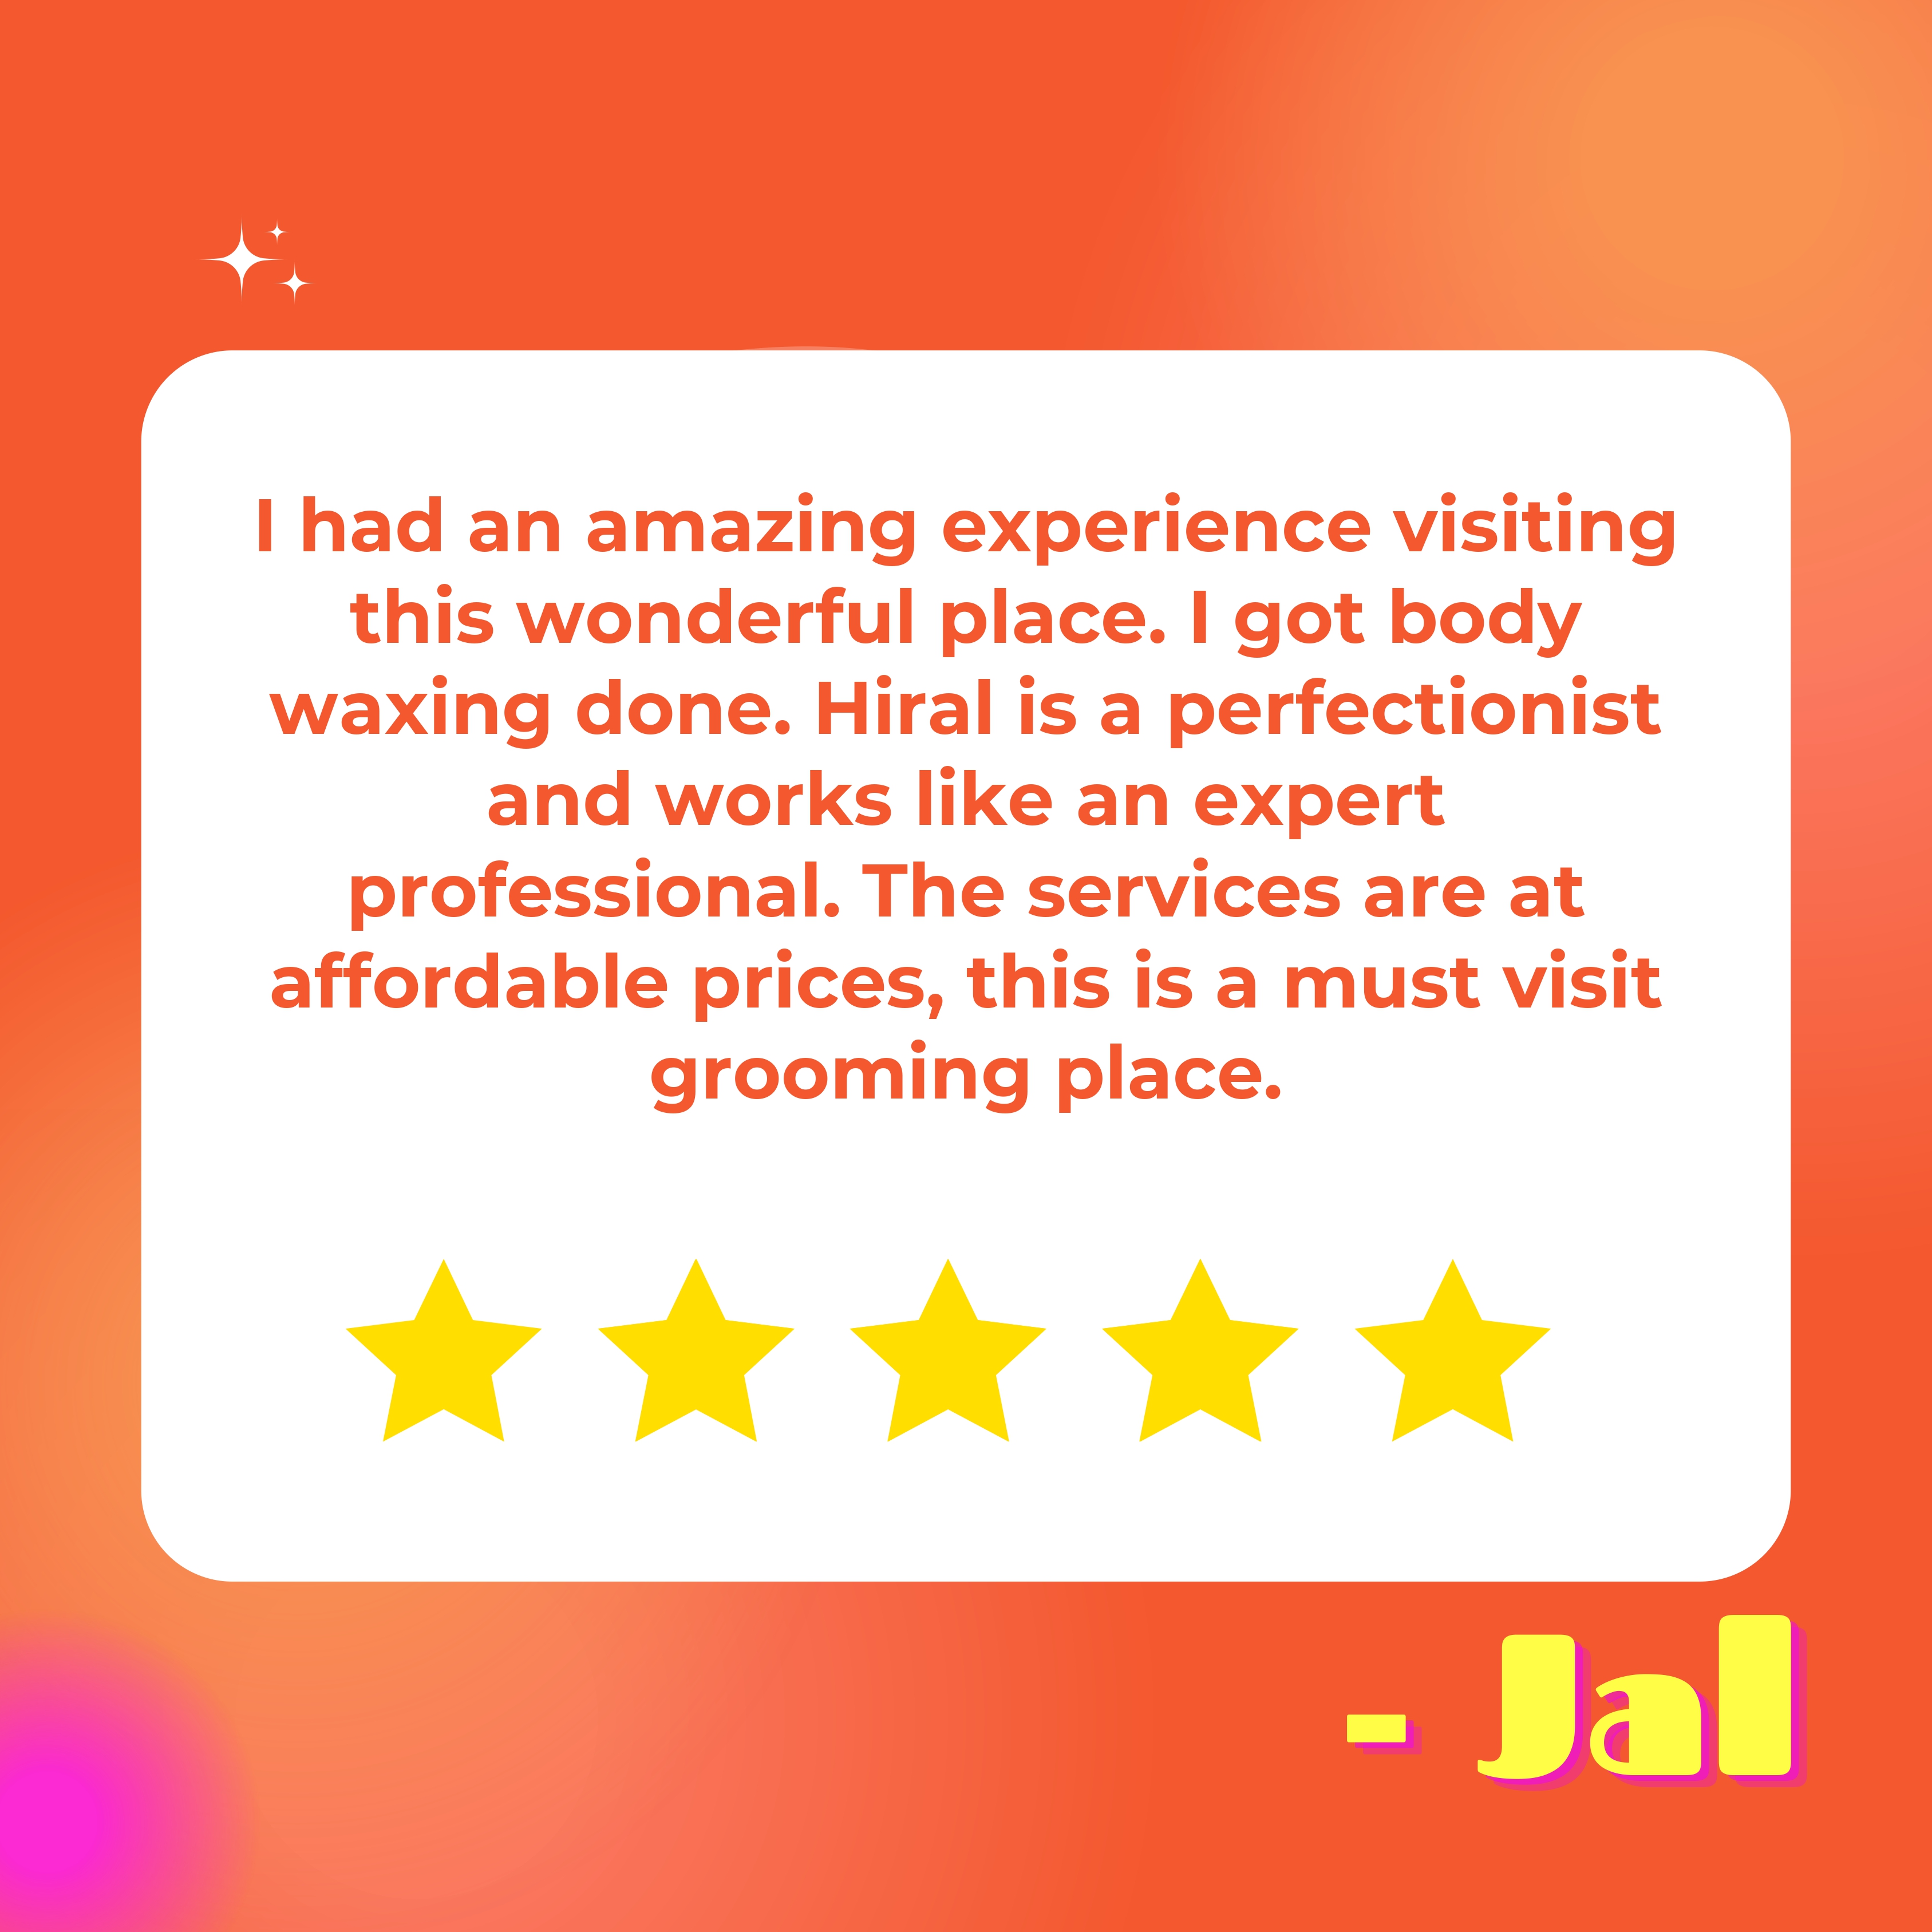 I had an amazing experience visiting
this wonderful place. I got body
waxing done. Hiral is a perfectionist
and works like an expert
professional. The services are at
affordable prices, this is a must visit
grooming place.
- Jal